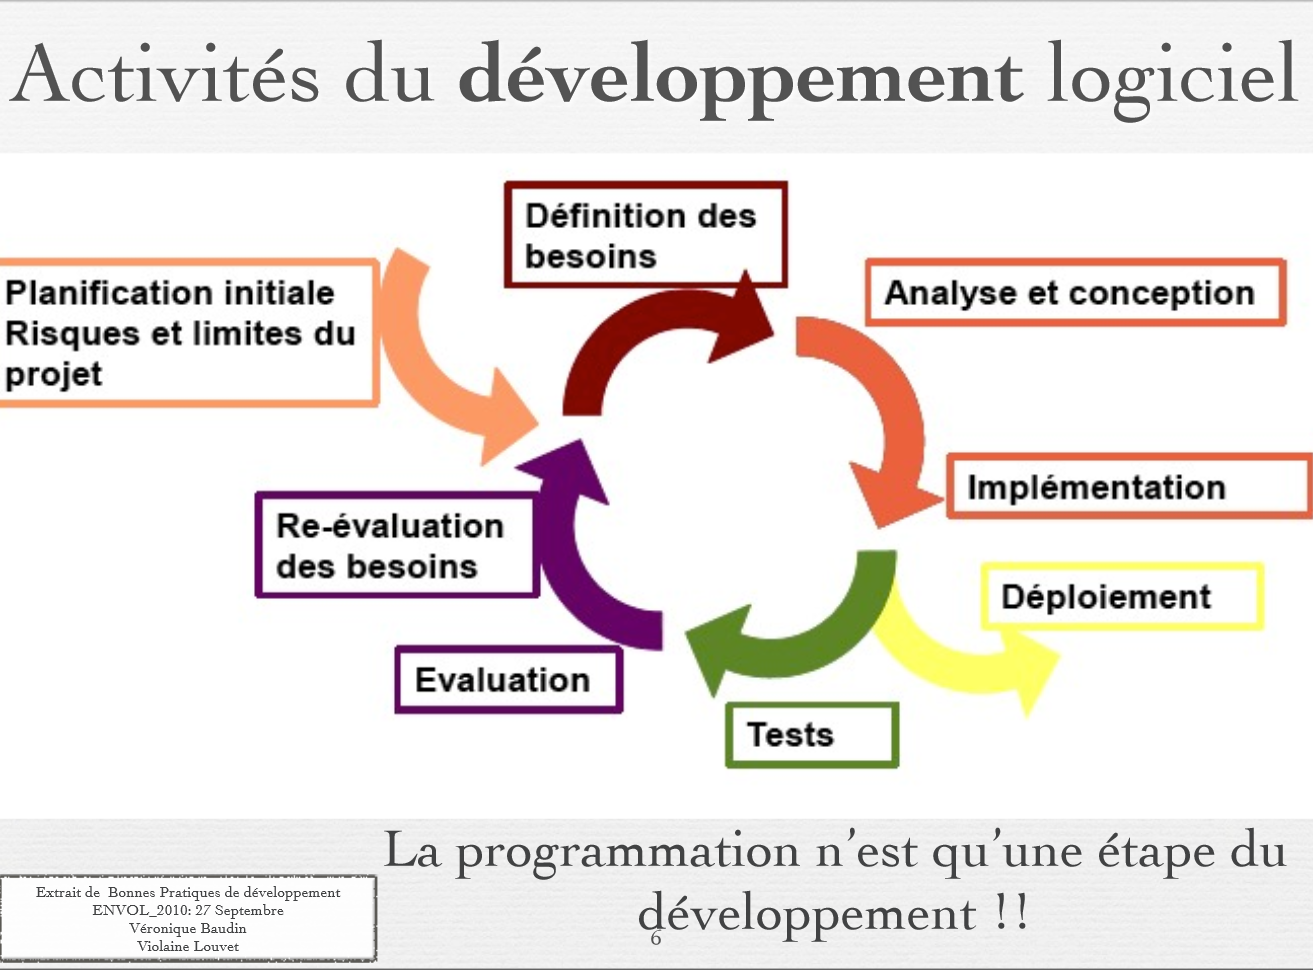 Activités du développement logiciel
Définition des
besoins
Planification initiale
Risques et limites du
projet
Analyse et conception
Implémentation
Re-évaluation
des besoins
Déploiement
Evaluation
Tests
La programmation n'est qu'une étape du
développement !!
Extrait de Bonnes Pratiques de développement
ENVOL_2010: 27 Septembre
Véronique Baudin
Violaine Louvet
6